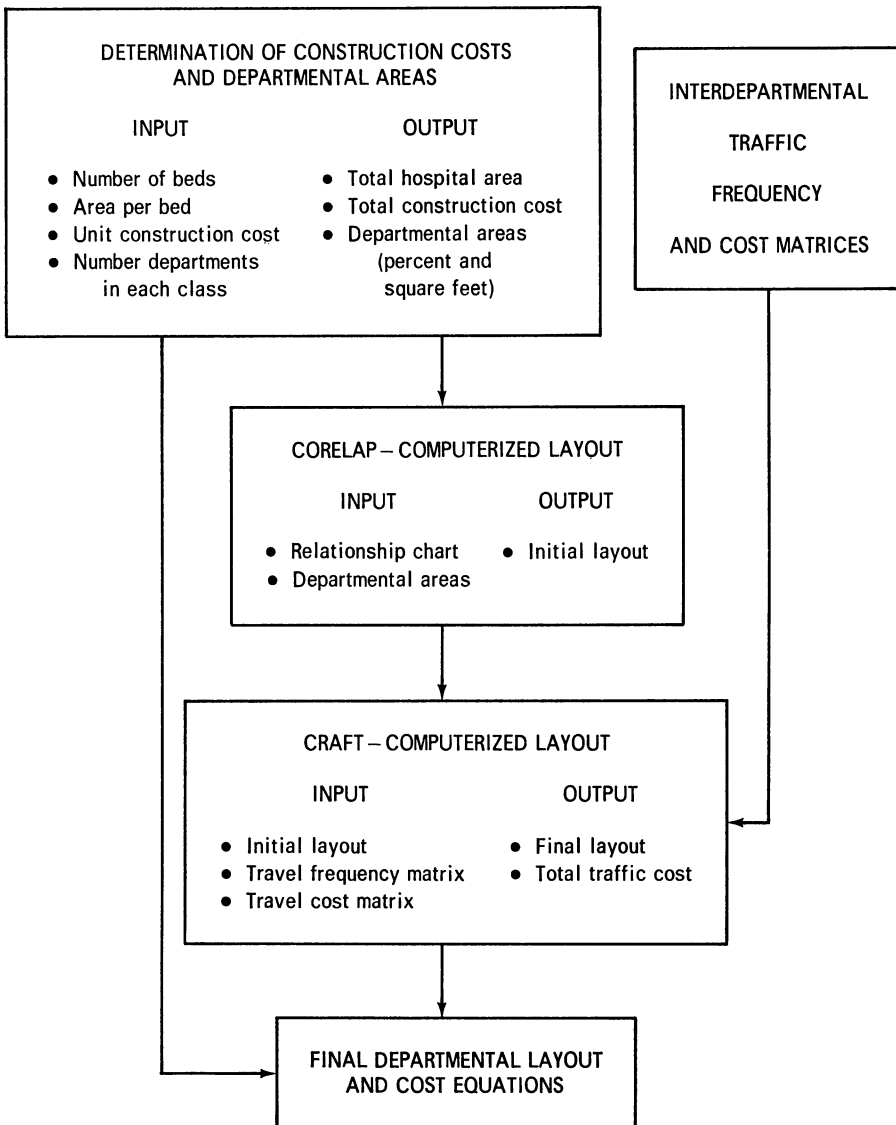 DETERMINATION OF CONSTRUCTION COSTS
AND DEPARTMENTAL AREAS
INPUT
• Number of beds
• Area per bed
• Unit construction cost
• Number departments
in each class
OUTPUT
• Total hospital area
• Total construction cost
• Departmental areas
(percent and
square feet)
INTERDEPARTMENTAL
TRAFFIC
FREQUENCY
AND COST MATRICES
CORELAP – COMPUTERIZED LAYOUT
INPUT
• Relationship chart
• Departmental areas
OUTPUT
• Initial layout
CRAFT – COMPUTERIZED LAYOUT
INPUT
• Initial layout
• Travel frequency matrix
• Travel cost matrix
OUTPUT
• Final layout
• Total traffic cost
FINAL DEPARTMENTAL LAYOUT
AND COST EQUATIONS